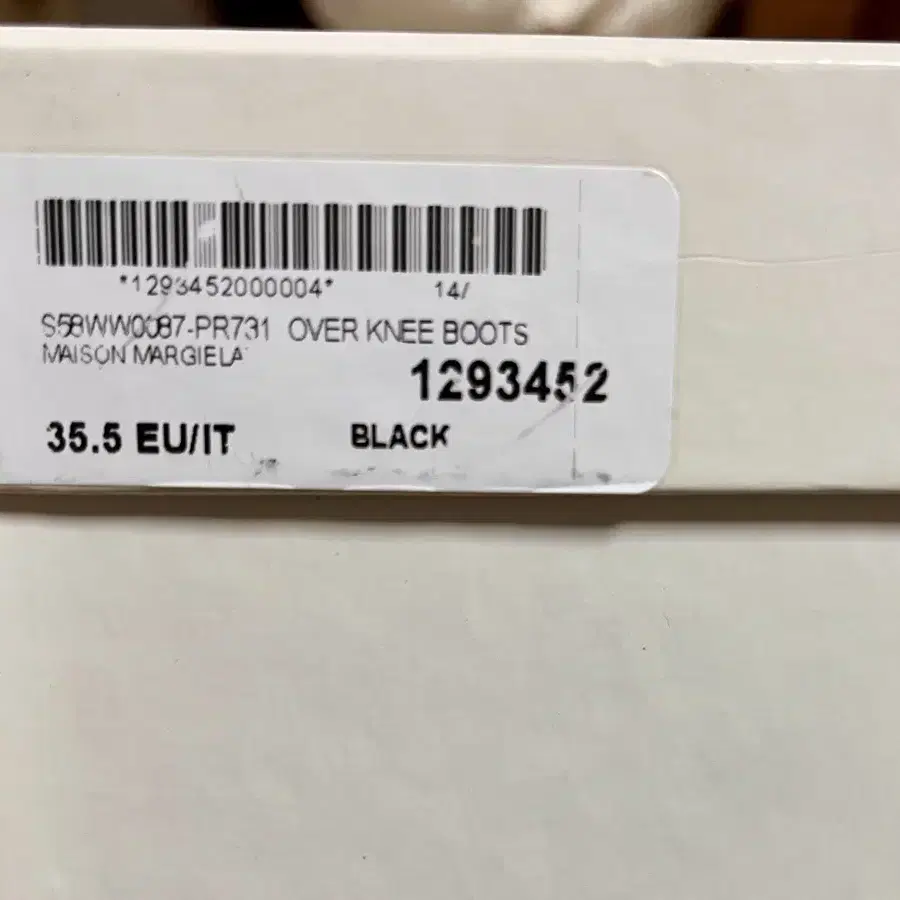 *1293452000004* 14/
S58WW0087-PR731 OVER KNEE BOOTS
MAISON MARGIELA
1293452
35.5 EU/IT BLACK